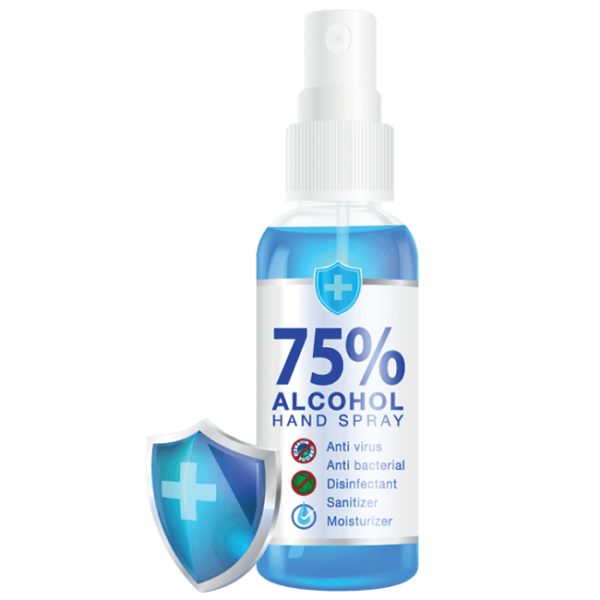 75%
ALCOHOL
HAND SPRAY
Anti virus
Anti bacterial
Disinfectant
Sanitizer
Moisturizer